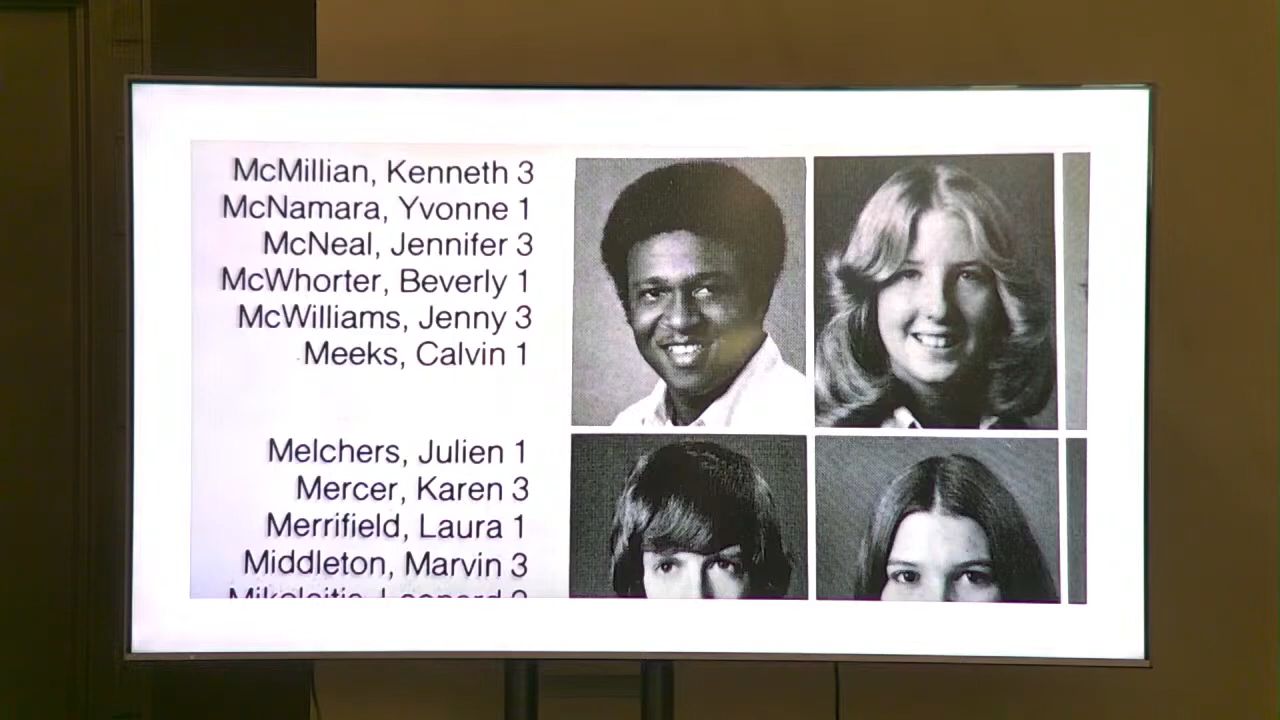 McMillian, Kenneth 3
McNamara, Yvonne 1
McNeal, Jennifer 3
McWhorter, Beverly 1
McWilliams, Jenny 3
Meeks, Calvin 1
Melchers, Julien 1
Mercer, Karen 3
Merrifield, Laura 1
Middleton, Marvin 3